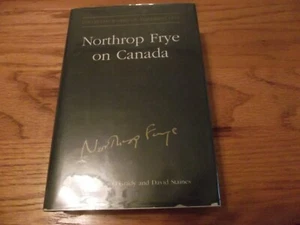 Northrop Frye
on Canada
Northrop Frye
and David Staines